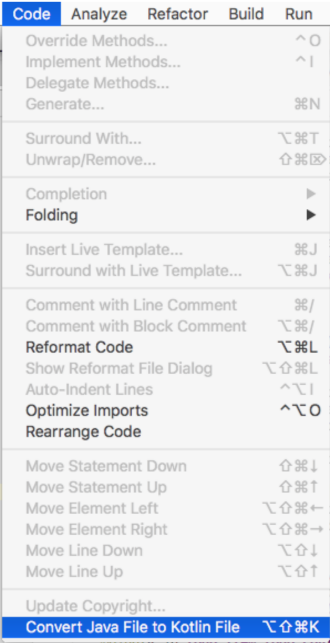 Code Analyze Refactor Build Run
Override Methods... ^O
Implement Methods... ^I
Delegate Methods...
Generate... ⌘N
Surround With... ⌥⌘T
Unwrap/Remove... ⇧⌘⌦
Completion ▶
Folding ▶
Insert Live Template... ⌘J
Surround with Live Template... ⌥⌘J
Comment with Line Comment ⌘/
Comment with Block Comment ⌥⌘/
Reformat Code ⌥⌘L
Show Reformat File Dialog ⌥⇧⌘L
Auto-Indent Lines ^⌥I
Optimize Imports ^⌥O
Rearrange Code
Move Statement Down ⇧⌘↓
Move Statement Up ⇧⌘↑
Move Element Left ⌥⇧⌘←
Move Element Right ⌥⇧⌘→
Move Line Down ⌥⇧↓
Move Line Up ⌥⇧↑
Update Copyright...
Convert Java File to Kotlin File ⌥⇧⌘K